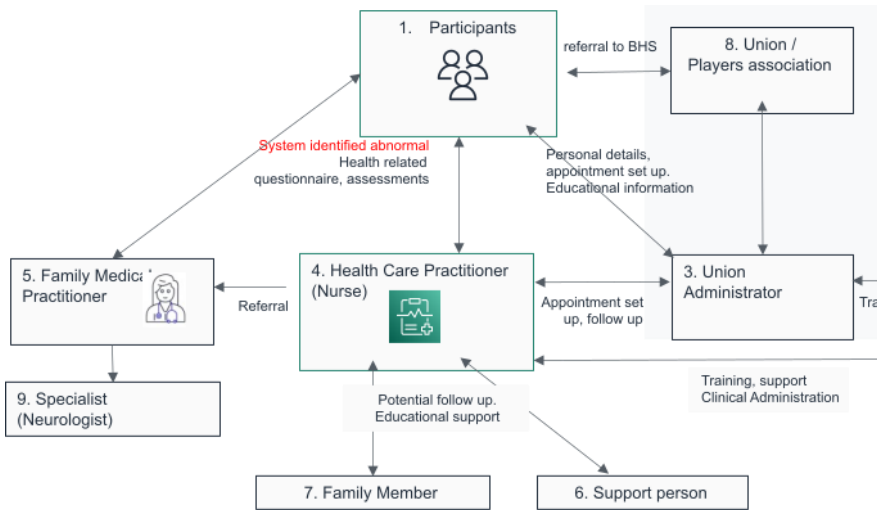 1. Participants
referral to BHS
8. Union /
Players association
System identified abnormal
Health related
questionnaire, assessments
Personal details,
appointment set up.
Educational information
5. Family Medical
Practitioner
Referral
4. Health Care Practitioner
(Nurse)
Appointment set
up, follow up
3. Union
Administrator
Tra
9. Specialist
(Neurologist)
Potential follow up.
Educational support
Training, support
Clinical Administration
7. Family Member
6. Support person